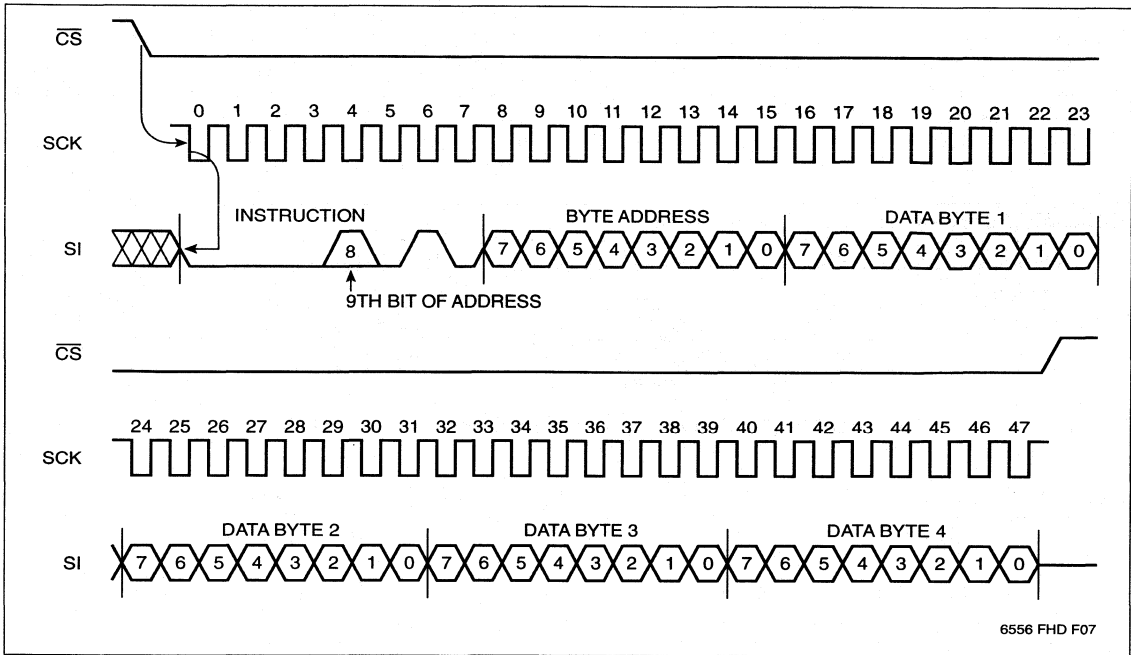 CS
0 1 2 3 4 5 6 7 8 9 10 11 12 13 14 15 16 17 18 19 20 21 22 23
SCK
INSTRUCTION BYTE ADDRESS DATA BYTE 1
SI 8 7 6 5 4 3 2 1 0 7 6 5 4 3 2 1 0
9TH BIT OF ADDRESS
CS
24 25 26 27 28 29 30 31 32 33 34 35 36 37 38 39 40 41 42 43 44 45 46 47
SCK
DATA BYTE 2 DATA BYTE 3 DATA BYTE 4
SI 7 6 5 4 3 2 1 0 7 6 5 4 3 2 1 0 7 6 5 4 3 2 1 0
6556 FHD F07